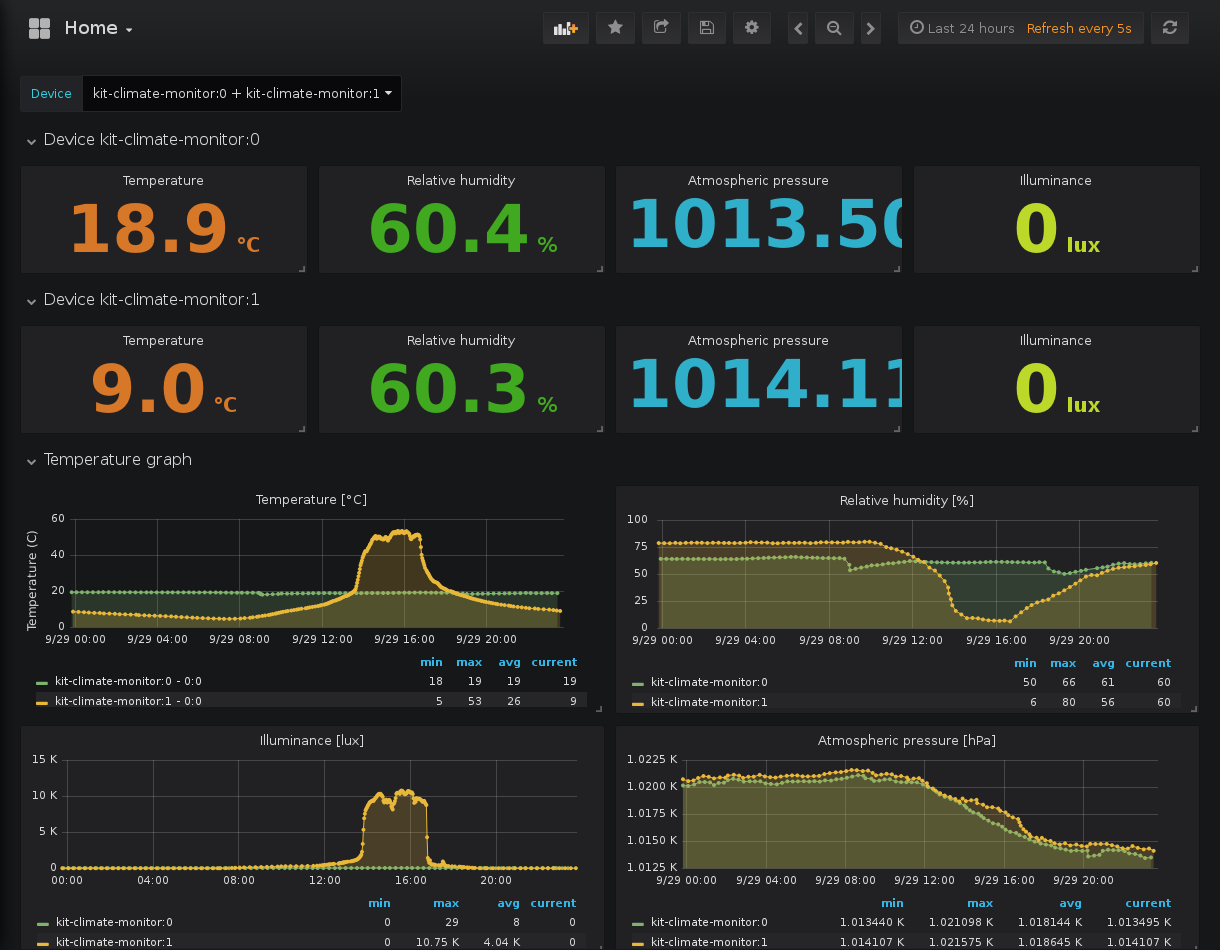 Home
Last 24 hours Refresh every 5s
Device kit-climate-monitor:0 + kit-climate-monitor:1
Device kit-climate-monitor:0
Temperature Relative humidity Atmospheric pressure Illuminance
18.9 °C 60.4 % 1013.50 0 lux
Device kit-climate-monitor:1
Temperature Relative humidity Atmospheric pressure Illuminance
9.0 °C 60.3 % 1014.11 0 lux
Temperature graph
Temperature [°C]
Temperature (C)
60
40
20
0
9/29 00:00 9/29 04:00 9/29 08:00 9/29 12:00 9/29 16:00 9/29 20:00
min max avg current
kit-climate-monitor:0 - 0:0 18 19 19 19
kit-climate-monitor:1 - 0:0 5 53 26 9
Relative humidity [%]
100
75
50
25
0
9/29 00:00 9/29 04:00 9/29 08:00 9/29 12:00 9/29 16:00 9/29 20:00
min max avg current
kit-climate-monitor:0 50 66 61 60
kit-climate-monitor:1 6 80 56 60
Illuminance [lux]
15 K
10 K
5 K
0
00:00 04:00 08:00 12:00 16:00 20:00
min max avg current
kit-climate-monitor:0 0 29 8 0
kit-climate-monitor:1 0 10.75 K 4.04 K 0
Atmospheric pressure [hPa]
1.0225 K
1.0200 K
1.0175 K
1.0150 K
1.0125 K
9/29 00:00 9/29 04:00 9/29 08:00 9/29 12:00 9/29 16:00 9/29 20:00
min max avg current
kit-climate-monitor:0 1.013440 K 1.021098 K 1.018144 K 1.013495 K
kit-climate-monitor:1 1.014107 K 1.021575 K 1.018645 K 1.014107 K